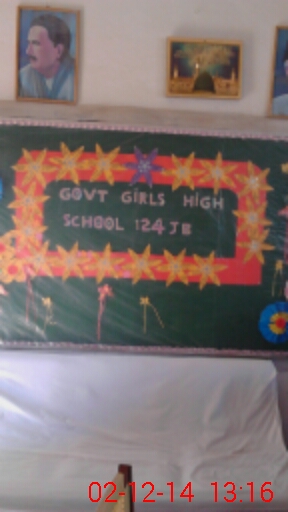 GOVT GIRLS HIGH
SCHOOL 124 JB
02-12-14 13:16